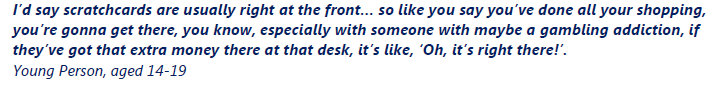 I'd say scratchcards are usually right at the front... so like you say you've done all your shopping,
you're gonna get there, you know, especially with someone with maybe a gambling addiction, if
they've got that extra money there at that desk, it's like, 'Oh, it's right there!'.
Young Person, aged 14-19